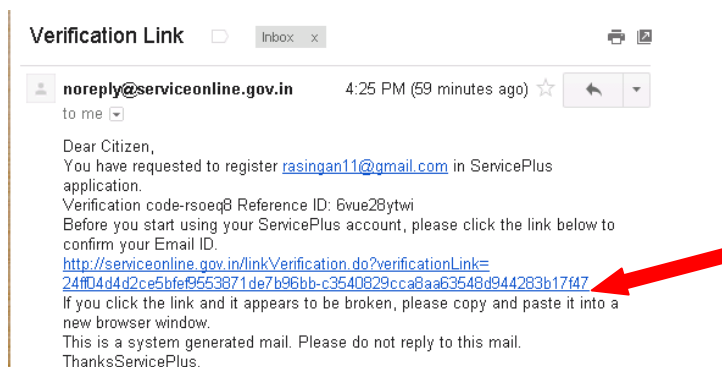 Verification Link Inbox x
noreply@serviceonline.gov.in 4:25 PM (59 minutes ago)
to me
Dear Citizen,
You have requested to register rasingan11@gmail.com in ServicePlus
application.
Verification code-rsoeq8 Reference ID: 6vue28ytwi
Before you start using your ServicePlus account, please click the link below to
confirm your Email ID.
http://serviceonline.gov.in/linkVerification.do?verificationLink=
24ff04d4d2ce5bfef9553871de7b96bb-c3540829cca8aa63548d944283b17f47
If you click the link and it appears to be broken, please copy and paste it into a
new browser window.
This is a system generated mail. Please do not reply to this mail.
ThanksServicePlus.